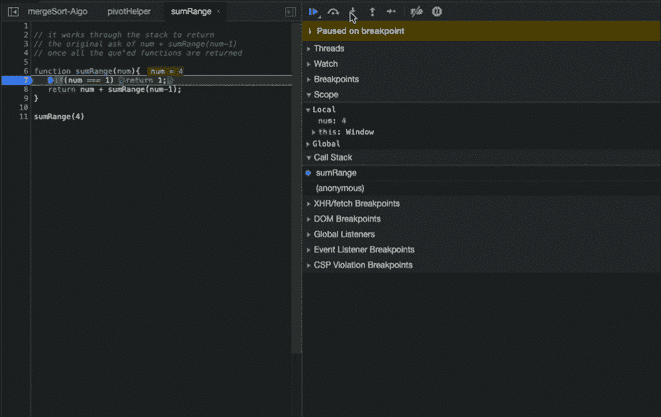 mergeSort-Algo pivotHelper sumRange ×
1
2 // it works through the stack to return
3 // the original ask of num + sumRange(num-1)
4 // once all the que*ed functions are returned
5
6 function sumRange(num){ num = 4
7 if(num === 1) return 1;
8 return num + sumRange(num-1);
9 }
10
11 sumRange(4)
Paused on breakpoint
Threads
Watch
Breakpoints
Scope
Local
num: 4
this: Window
Global
Call Stack
sumRange
(anonymous)
XHR/fetch Breakpoints
DOM Breakpoints
Global Listeners
Event Listener Breakpoints
CSP Violation Breakpoints